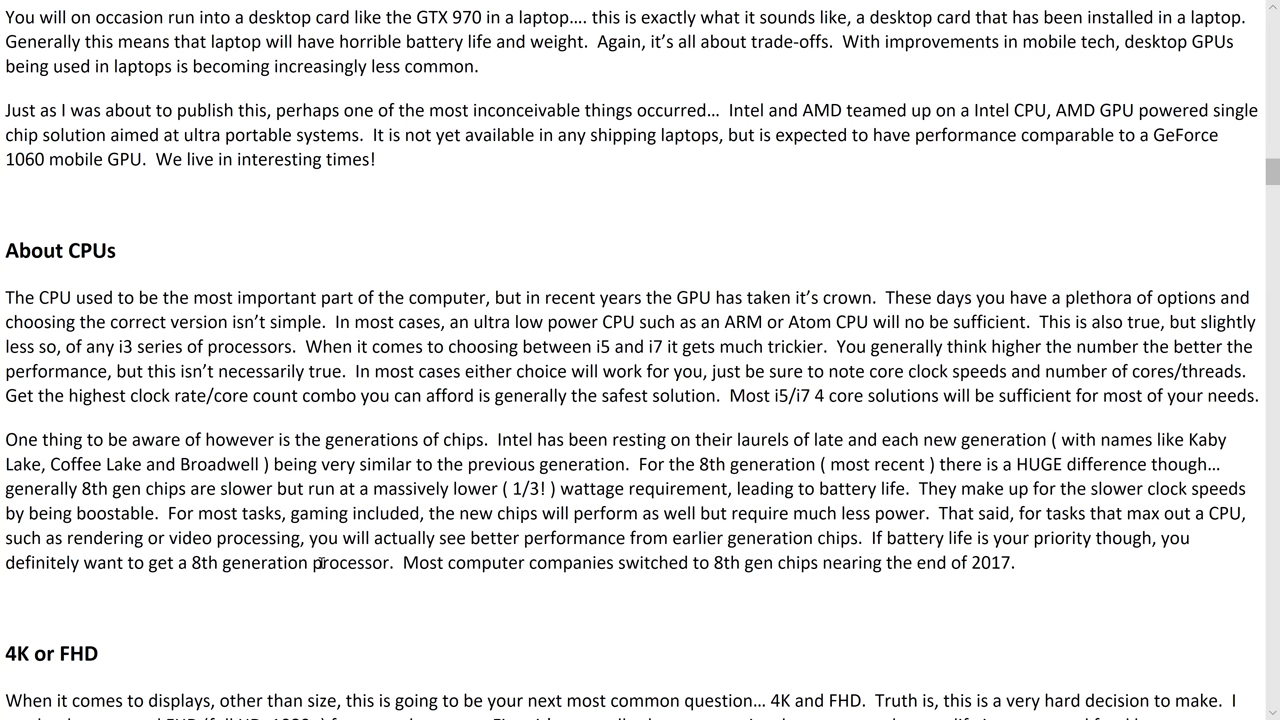 You will on occasion run into a desktop card like the GTX 970 in a laptop…. this is exactly what it sounds like, a desktop card that has been installed in a laptop.
Generally this means that laptop will have horrible battery life and weight.  Again, it’s all about trade-offs.  With improvements in mobile tech, desktop GPUs
being used in laptops is becoming increasingly less common.
Just as I was about to publish this, perhaps one of the most inconceivable things occurred…  Intel and AMD teamed up on a Intel CPU, AMD GPU powered single
chip solution aimed at ultra portable systems.  It is not yet available in any shipping laptops, but is expected to have performance comparable to a GeForce
1060 mobile GPU.  We live in interesting times!
About CPUs
The CPU used to be the most important part of the computer, but in recent years the GPU has taken it’s crown.  These days you have a plethora of options and
choosing the correct version isn’t simple.  In most cases, an ultra low power CPU such as an ARM or Atom CPU will no be sufficient.  This is also true, but slightly
less so, of any i3 series of processors.  When it comes to choosing between i5 and i7 it gets much trickier.  You generally think higher the number the better the
performance, but this isn’t necessarily true.  In most cases either choice will work for you, just be sure to note core clock speeds and number of cores/threads.
Get the highest clock rate/core count combo you can afford is generally the safest solution.  Most i5/i7 4 core solutions will be sufficient for most of your needs.
One thing to be aware of however is the generations of chips.  Intel has been resting on their laurels of late and each new generation ( with names like Kaby
Lake, Coffee Lake and Broadwell ) being very similar to the previous generation.  For the 8th generation ( most recent ) there is a HUGE difference though…
generally 8th gen chips are slower but run at a massively lower ( 1/3! ) wattage requirement, leading to battery life.  They make up for the slower clock speeds
by being boostable.  For most tasks, gaming included, the new chips will perform as well but require much less power.  That said, for tasks that max out a CPU,
such as rendering or video processing, you will actually see better performance from earlier generation chips.  If battery life is your priority though, you
definitely want to get a 8th generation processor.  Most computer companies switched to 8th gen chips nearing the end of 2017.
4K or FHD
When it comes to displays, other than size, this is going to be your next most common question… 4K and FHD.  Truth is, this is a very hard decision to make.  I